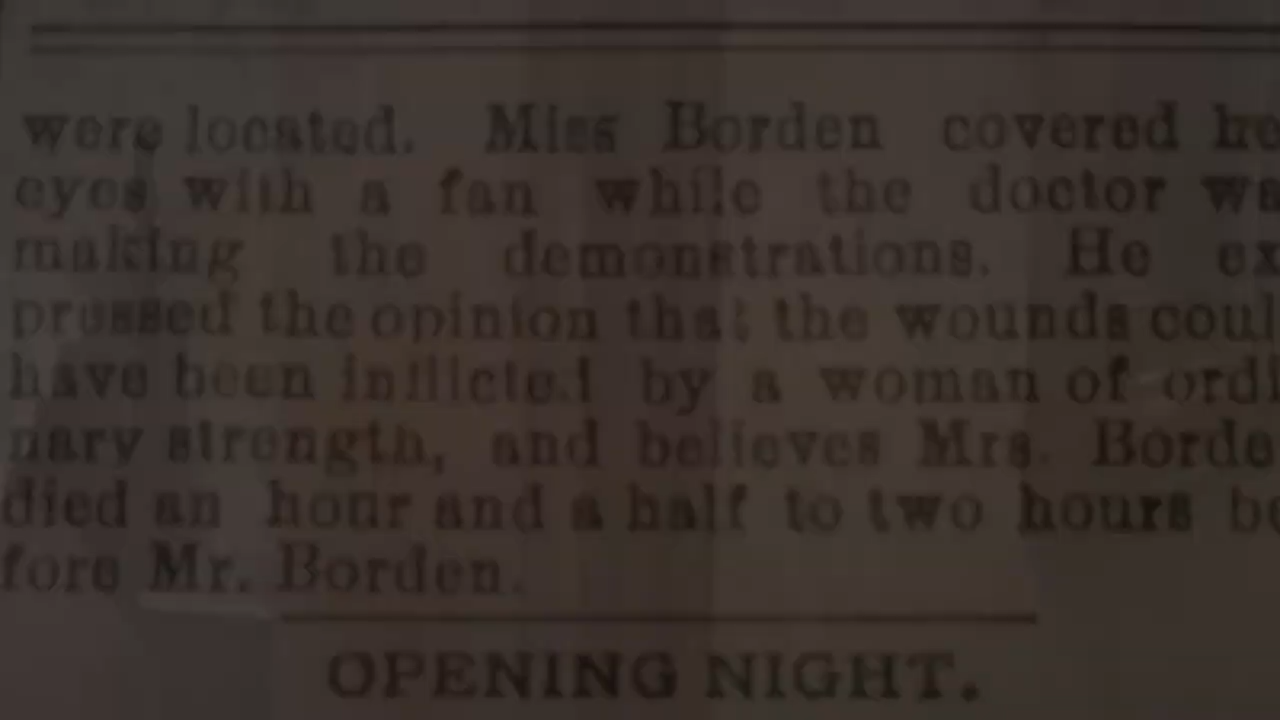 were located. Miss Borden covered he
eyes with a fan while the doctor wa
making the demonstrations. He ex
pressed the opinion that the wounds coul
have been inflicted by a woman of ordi
nary strength, and believes Mrs. Borde
died an hour and a half to two hours be
fore Mr. Borden.
OPENING NIGHT.